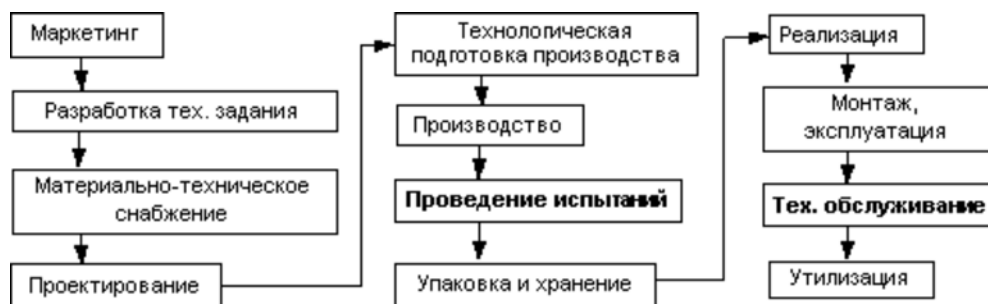 Маркетинг
Разработка тех. задания
Материально-техническое
снабжение
Проектирование
Технологическая
подготовка производства
Производство
Проведение испытаний
Упаковка и хранение
Реализация
Монтаж,
эксплуатация
Тех. обслуживание
Утилизация